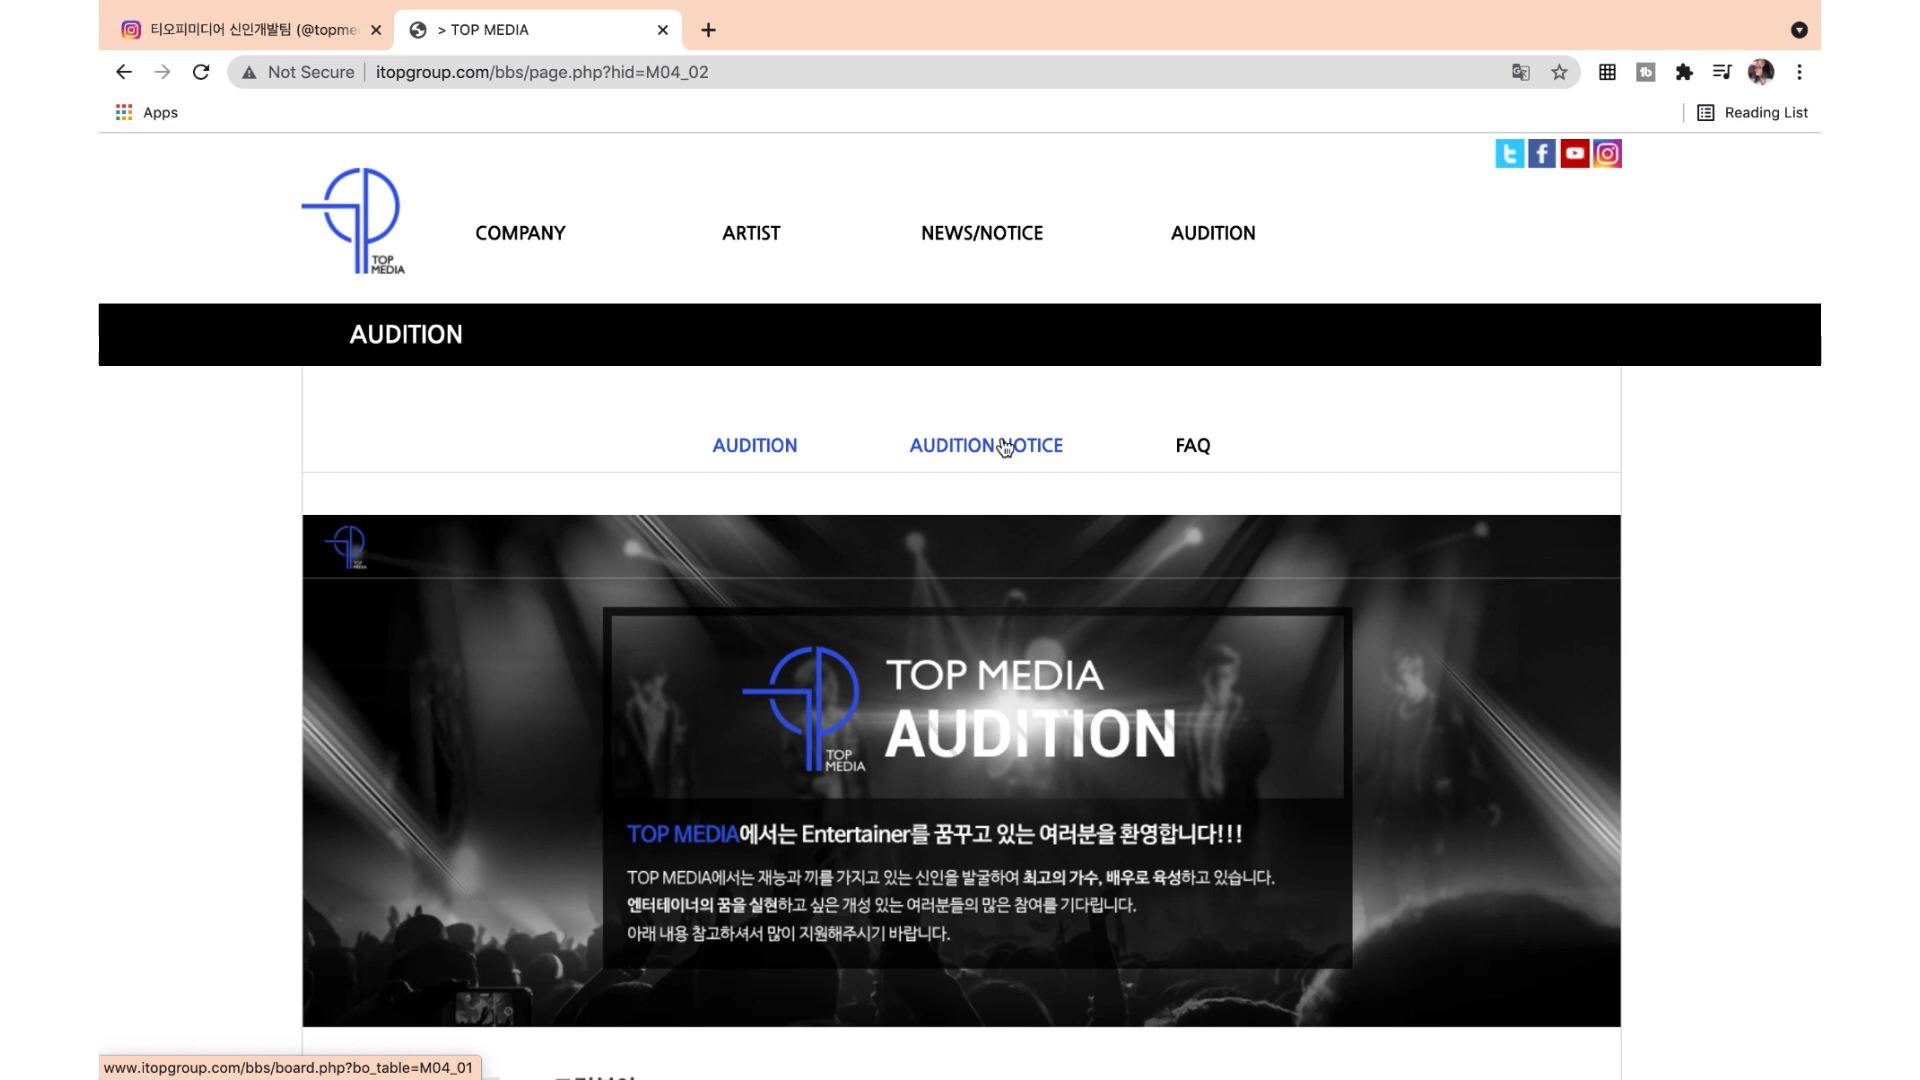 티오피미디어 신인개발팀 (@topme
> TOP MEDIA
Not Secure
itopgroup.com/bbs/page.php?hid=M04_02
Apps
Reading List
TOP
MEDIA
COMPANY
ARTIST
NEWS/NOTICE
AUDITION
AUDITION
AUDITION
AUDITION NOTICE
FAQ
TOP MEDIA
AUDITION
TOP
MEDIA
TOP MEDIA에서는 Entertainer를 꿈꾸고 있는 여러분을 환영합니다!!!
TOP MEDIA에서는 재능과 끼를 가지고 있는 신인을 발굴하여 최고의 가수, 배우로 육성하고 있습니다.
엔터테이너의 꿈을 실현하고 싶은 개성 있는 여러분들의 많은 참여를 기다립니다.
아래 내용 참고하셔서 많이 지원해주시기 바랍니다.
www.itopgroup.com/bbs/board.php?bo_table=M04_01